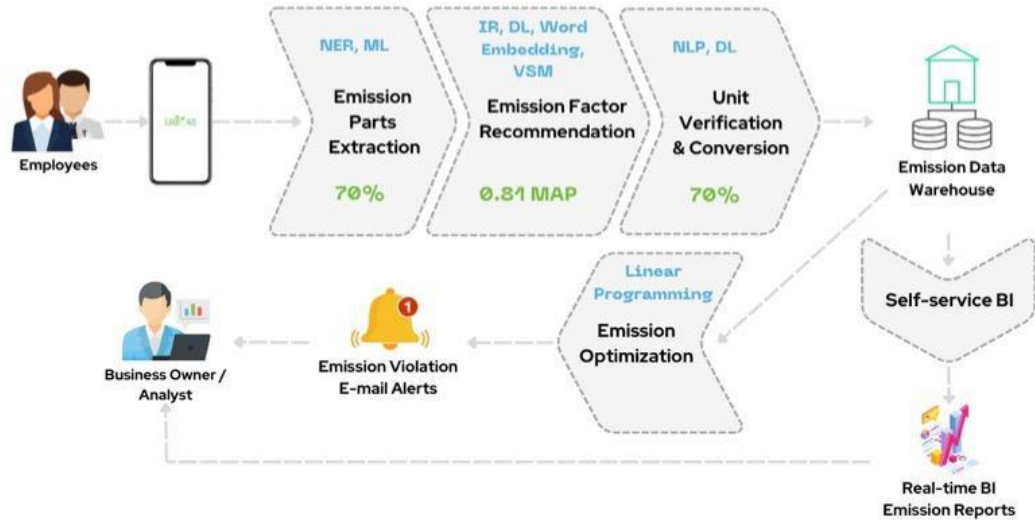 NER, ML
Emission
Parts
Extraction
70%
IR, DL, Word
Embedding,
VSM
Emission Factor
Recommendation
0.81 MAP
NLP, DL
Unit
Verification
& Conversion
70%
Employees
Emission Data
Warehouse
Linear
Programming
Emission
Optimization
Self-service BI
1
Emission Violation
E-mail Alerts
Business Owner /
Analyst
Real-time BI
Emission Reports